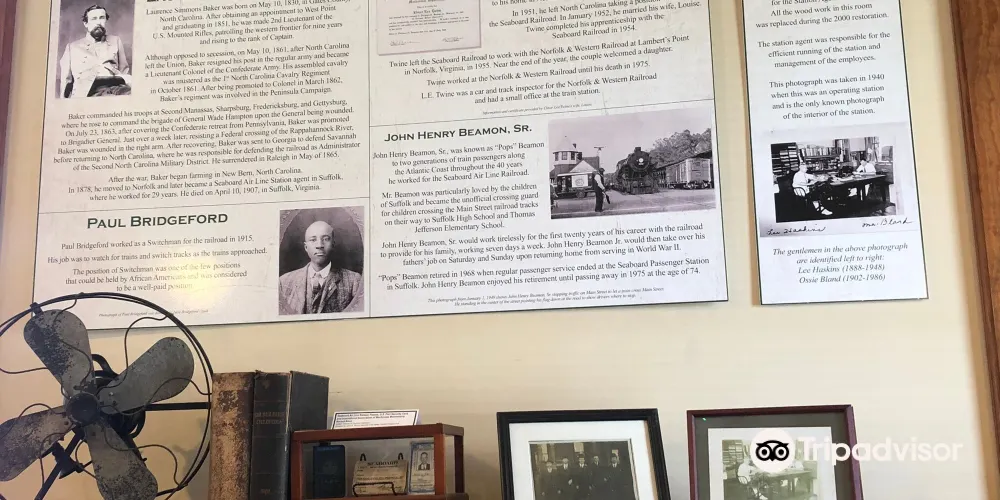 Laurence Simmons Baker was born on May 10, 1830, in Gates County,
North Carolina. After obtaining an appointment to West Point
and graduating in 1851, he was made 2nd Lieutenant of the
U.S. Mounted Rifles, patrolling the western frontier for nine years
and rising to the rank of Captain.
Although opposed to secession, on May 10, 1861, after North Carolina
left the Union, Baker resigned his post in the regular army and became
a Lieutenant Colonel of the Confederate Army. His assembled cavalry
was mustered as the 1st North Carolina Cavalry Regiment
in October 1861. After being promoted to Colonel in March 1862,
Baker's regiment was involved in the Peninsula Campaign.
Baker commanded his troops at Second Manassas, Sharpsburg, Fredericksburg, and Gettysburg,
where he rose to command the brigade of General Wade Hampton upon the General being wounded.
On July 23, 1863, after covering the Confederate retreat from Pennsylvania, Baker was promoted
to Brigadier General. Just over a week later, resisting a Federal crossing of the Rappahannock River,
Baker was wounded in the right arm. After recovering, Baker was sent to Georgia to defend Savannah
before returning to North Carolina, where he was responsible for defending the railroad as Administrator
of the Second North Carolina Military District. He surrendered in Raleigh in May of 1865.
After the war, Baker began farming in New Bern, North Carolina.
In 1878, he moved to Norfolk and later became a Seaboard Air Line Station agent in Suffolk,
where he worked for 29 years. He died on April 10, 1907, in Suffolk, Virginia.
PAUL BRIDGEFORD
Paul Bridgeford worked as a Switchman for the railroad in 1915.
His job was to watch for trains and switch tracks as the trains approached.
The position of Switchman was one of the few positions
that could be held by African Americans and was considered
to be a well-paid position.
to his home
In 1951, he left North Carolina taking a position
the Seaboard Railroad. In January 1952, he married his wife, Louise.
Twine completed his apprenticeship with the
Seaboard Railroad in 1954.
Twine left the Seaboard Railroad to work with the Norfolk & Western Railroad at Lambert's Point
in Norfolk, Virginia, in 1955. Near the end of the year, the couple welcomed a daughter.
Twine worked at the Norfolk & Western Railroad until his death in 1975.
L.E. Twine was a car and track inspector for the Norfolk & Western Railroad
and had a small office at the train station.
JOHN HENRY BEAMON, SR.
John Henry Beamon, Sr., was known as "Pops" Beamon
to two generations of train passengers along
the Atlantic Coast throughout the 40 years
he worked for the Seaboard Air Line Railroad.
Mr. Beamon was particularly loved by the children
of Suffolk and became the unofficial crossing guard
for children crossing the Main Street railroad tracks
on their way to Suffolk High School and Thomas
Jefferson Elementary School.
John Henry Beamon, Sr. would work tirelessly for the first twenty years of his career with the railroad
to provide for his family, working seven days a week. John Henry Beamon Jr. would then take over his
fathers' job on Saturday and Sunday upon returning home from serving in World War II.
"Pops" Beamon retired in 1968 when regular passenger service ended at the Seaboard Passenger Station
in Suffolk. John Henry Beamon enjoyed his retirement until passing away in 1975 at the age of 74.
All the wood work in this room
was replaced during the 2000 restoration.
The station agent was responsible for the
efficient running of the station and
management of the employees.
This photograph was taken in 1940
when this was an operating station
and is the only known photograph
of the interior of the station.
Lee Haskins
Ossie Bland
The gentlemen in the above photograph
are identified left to right:
Lee Haskins (1888-1948)
Ossie Bland (1902-1986)
SEABOARD
Tripadvisor